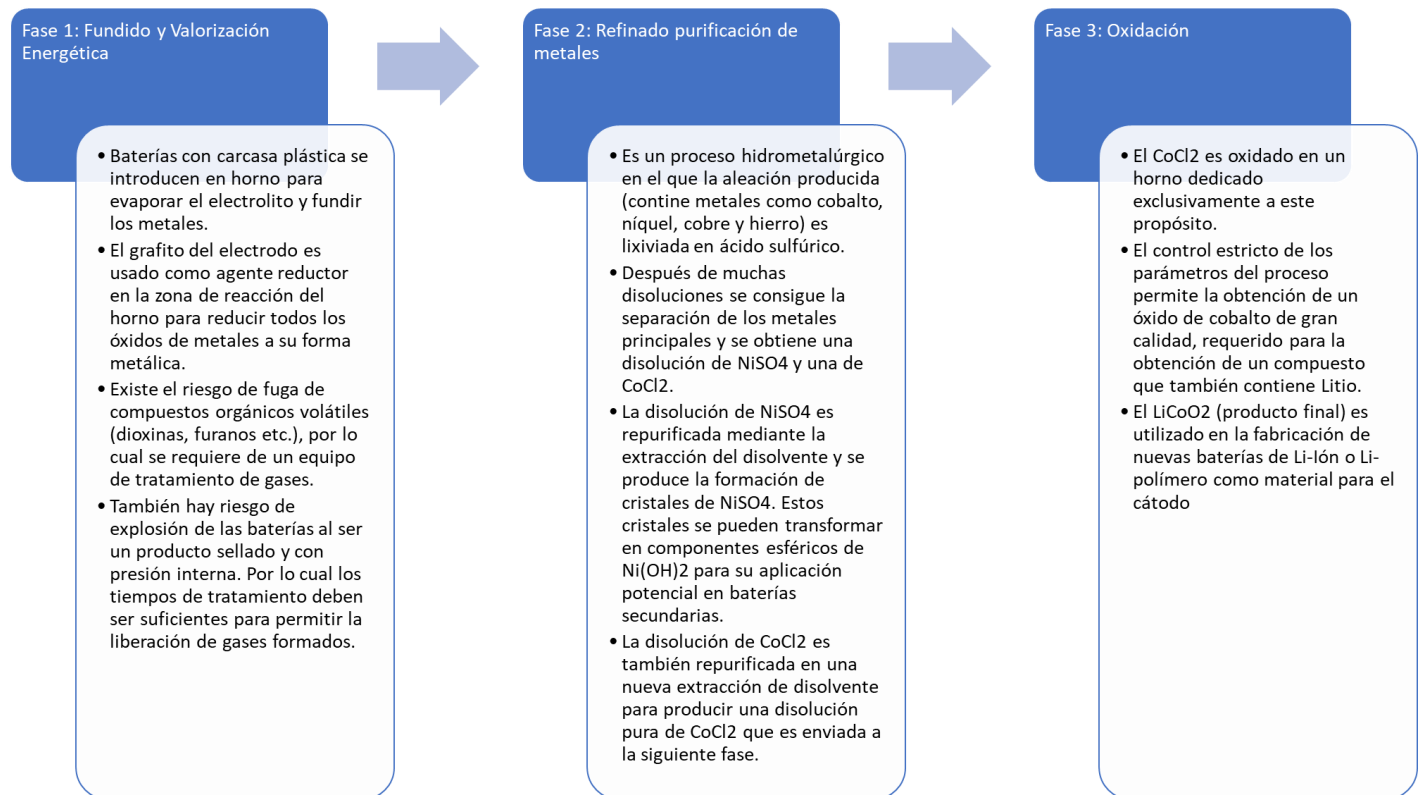 Fase 1: Fundido y Valorización
Energética
• Baterías con carcasa plástica se
introducen en horno para
evaporar el electrolito y fundir
los metales.
• El grafito del electrodo es
usado como agente reductor
en la zona de reacción del
horno para reducir todos los
óxidos de metales a su forma
metálica.
• Existe el riesgo de fuga de
compuestos orgánicos volátiles
(dioxinas, furanos etc.), por lo
cual se requiere de un equipo
de tratamiento de gases.
• También hay riesgo de
explosión de las baterías al ser
un producto sellado y con
presión interna. Por lo cual los
tiempos de tratamiento deben
ser suficientes para permitir la
liberación de gases formados.
Fase 2: Refinado purificación de
metales
• Es un proceso hidrometalúrgico
en el que la aleación producida
(contine metales como cobalto,
níquel, cobre y hierro) es
lixiviada en ácido sulfúrico.
• Después de muchas
disoluciones se consigue la
separación de los metales
principales y se obtiene una
disolución de NiSO4 y una de
CoCl2.
• La disolución de NiSO4 es
repurificada mediante la
extracción del disolvente y se
produce la formación de
cristales de NiSO4. Estos
cristales se pueden transformar
en componentes esféricos de
Ni(OH)2 para su aplicación
potencial en baterías
secundarias.
• La disolución de CoCl2 es
también repurificada en una
nueva extracción de disolvente
para producir una disolución
pura de CoCl2 que es enviada a
la siguiente fase.
Fase 3: Oxidación
• El CoCl2 es oxidado en un
horno dedicado
exclusivamente a este
propósito.
• El control estricto de los
parámetros del proceso
permite la obtención de un
óxido de cobalto de gran
calidad, requerido para la
obtención de un compuesto
que también contiene Litio.
• El LiCoO2 (producto final) es
utilizado en la fabricación de
nuevas baterías de Li-Ión o Li-
polímero como material para el
cátodo